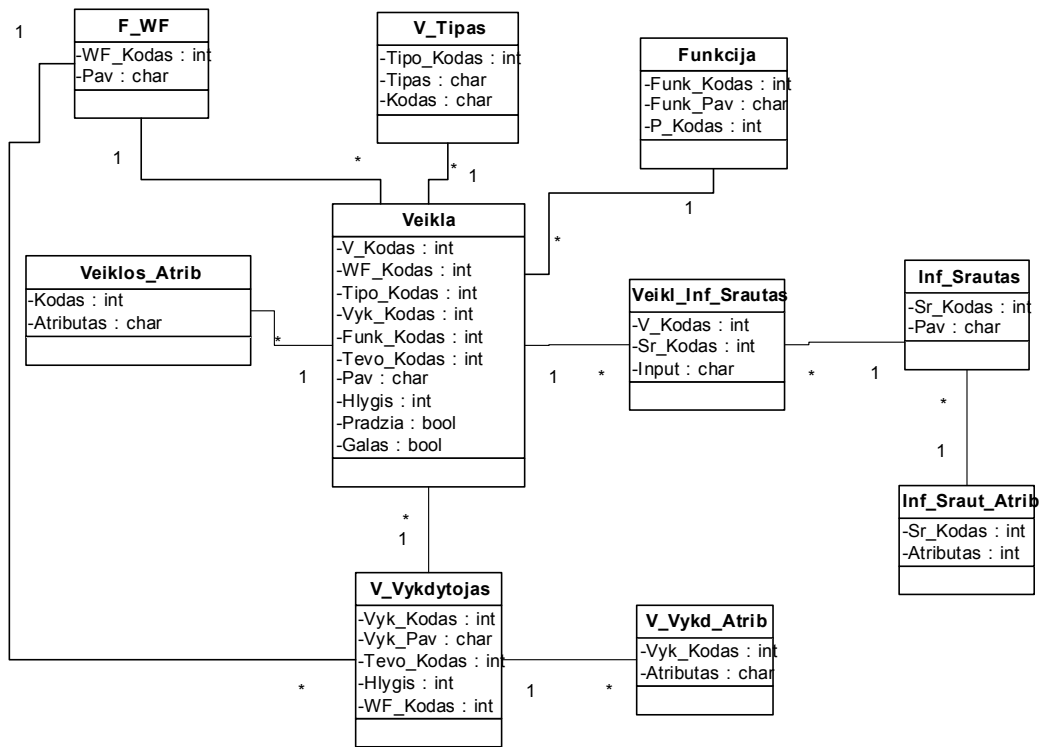 1
F_WF
-WF_Kodas : int
-Pav : char
V_Tipas
-Tipo_Kodas : int
-Tipas : char
-Kodas : char
Funkcija
-Funk_Kodas : int
-Funk_Pav : char
-P_Kodas : int
1
*
*
1
1
*
Veikla
-V_Kodas : int
-WF_Kodas : int
-Tipo_Kodas : int
-Vyk_Kodas : int
-Funk_Kodas : int
-Tevo_Kodas : int
-Pav : char
-Hlygis : int
-Pradzia : bool
-Galas : bool
Veiklos_Atrib
-Kodas : int
-Atributas : char
*
1
Veikl_Inf_Srautas
-V_Kodas : int
-Sr_Kodas : int
-Input : char
1
*
Inf_Srautas
-Sr_Kodas : int
-Pav : char
*
1
*
1
Inf_Sraut_Atrib
-Sr_Kodas : int
-Atributas : int
*
1
V_Vykdytojas
-Vyk_Kodas : int
-Vyk_Pav : char
-Tevo_Kodas : int
-Hlygis : int
-WF_Kodas : int
V_Vykd_Atrib
-Vyk_Kodas : int
-Atributas : char
*
1
*